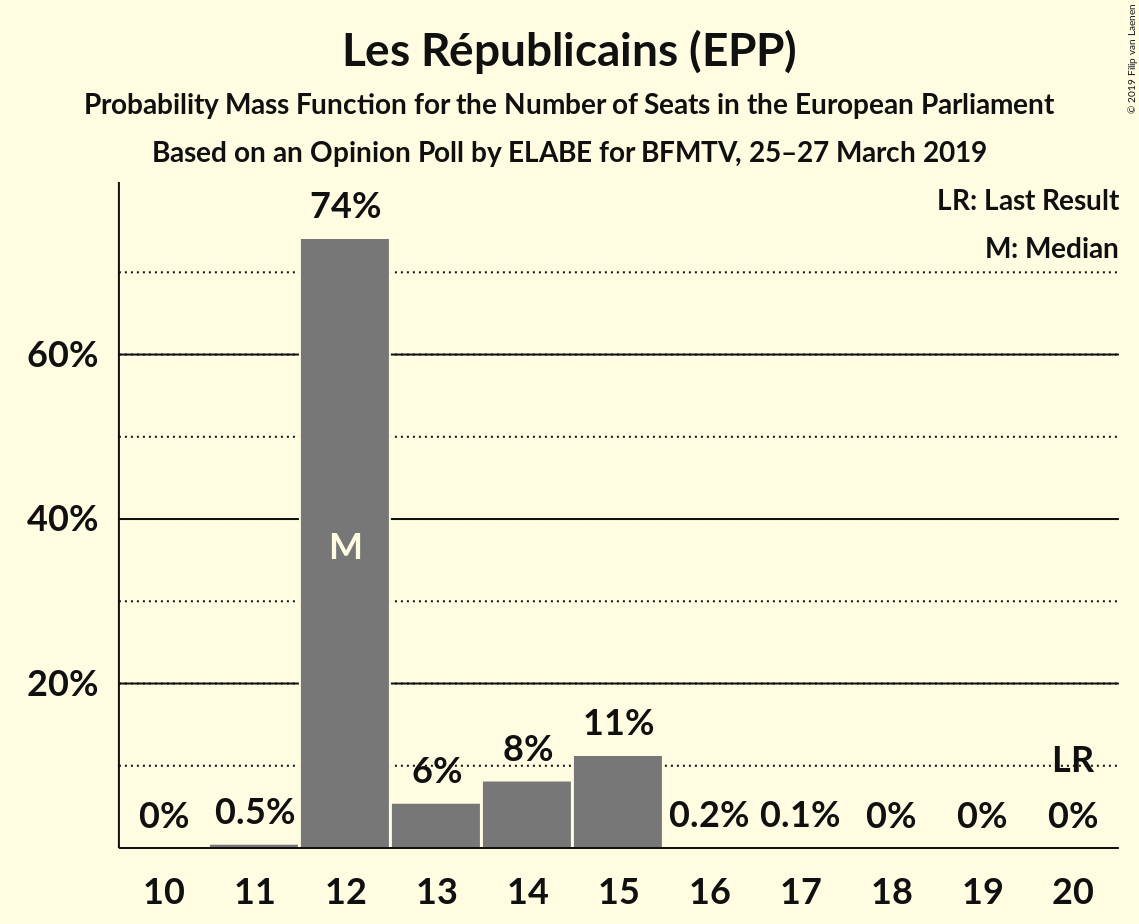 Les Républicains (EPP)
Probability Mass Function for the Number of Seats in the European Parliament
Based on an Opinion Poll by ELABE for BFMTV, 25–27 March 2019
© 2019 Filip van Laenen
LR: Last Result
M: Median
74%
60%
40%
M
20%
11%
8%
6%
LR
0%
0.5%
0.2%
0.1%
0%
0%
0%
10 11 12 13 14 15 16 17 18 19 20